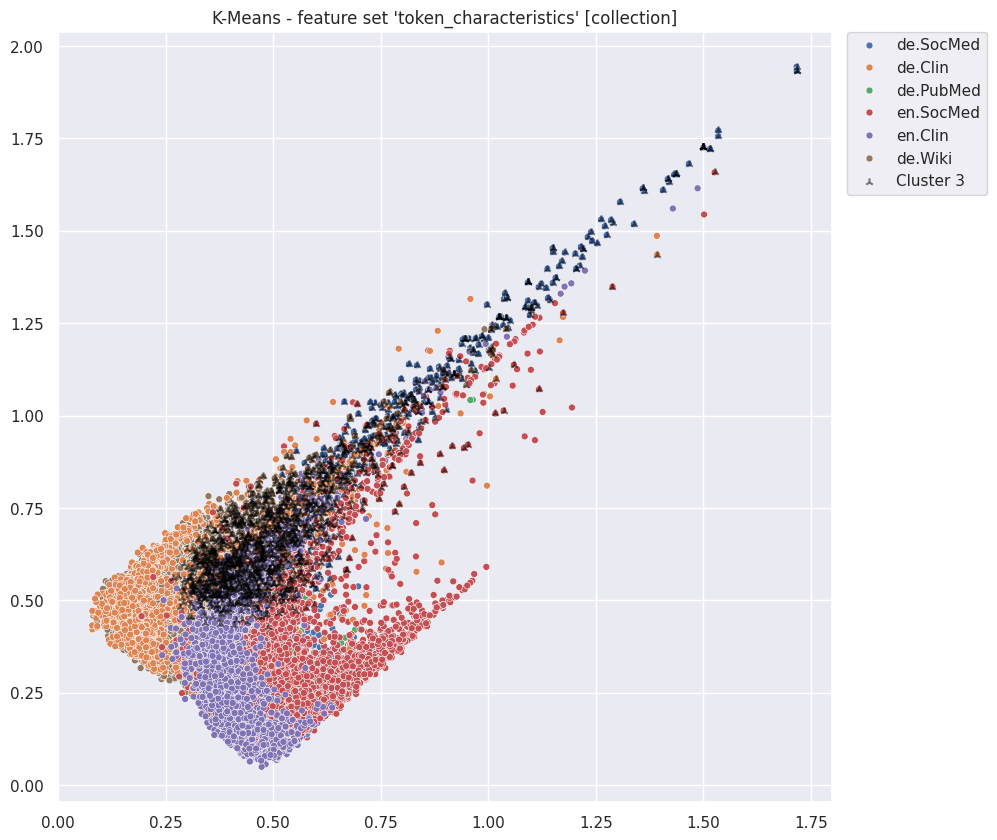 K-Means - feature set 'token_characteristics' [collection]
2.00
1.75
1.50
1.25
1.00
0.75
0.50
0.25
0.00
0.00 0.25 0.50 0.75 1.00 1.25 1.50 1.75
de.SocMed
de.Clin
de.PubMed
en.SocMed
en.Clin
de.Wiki
Cluster 3